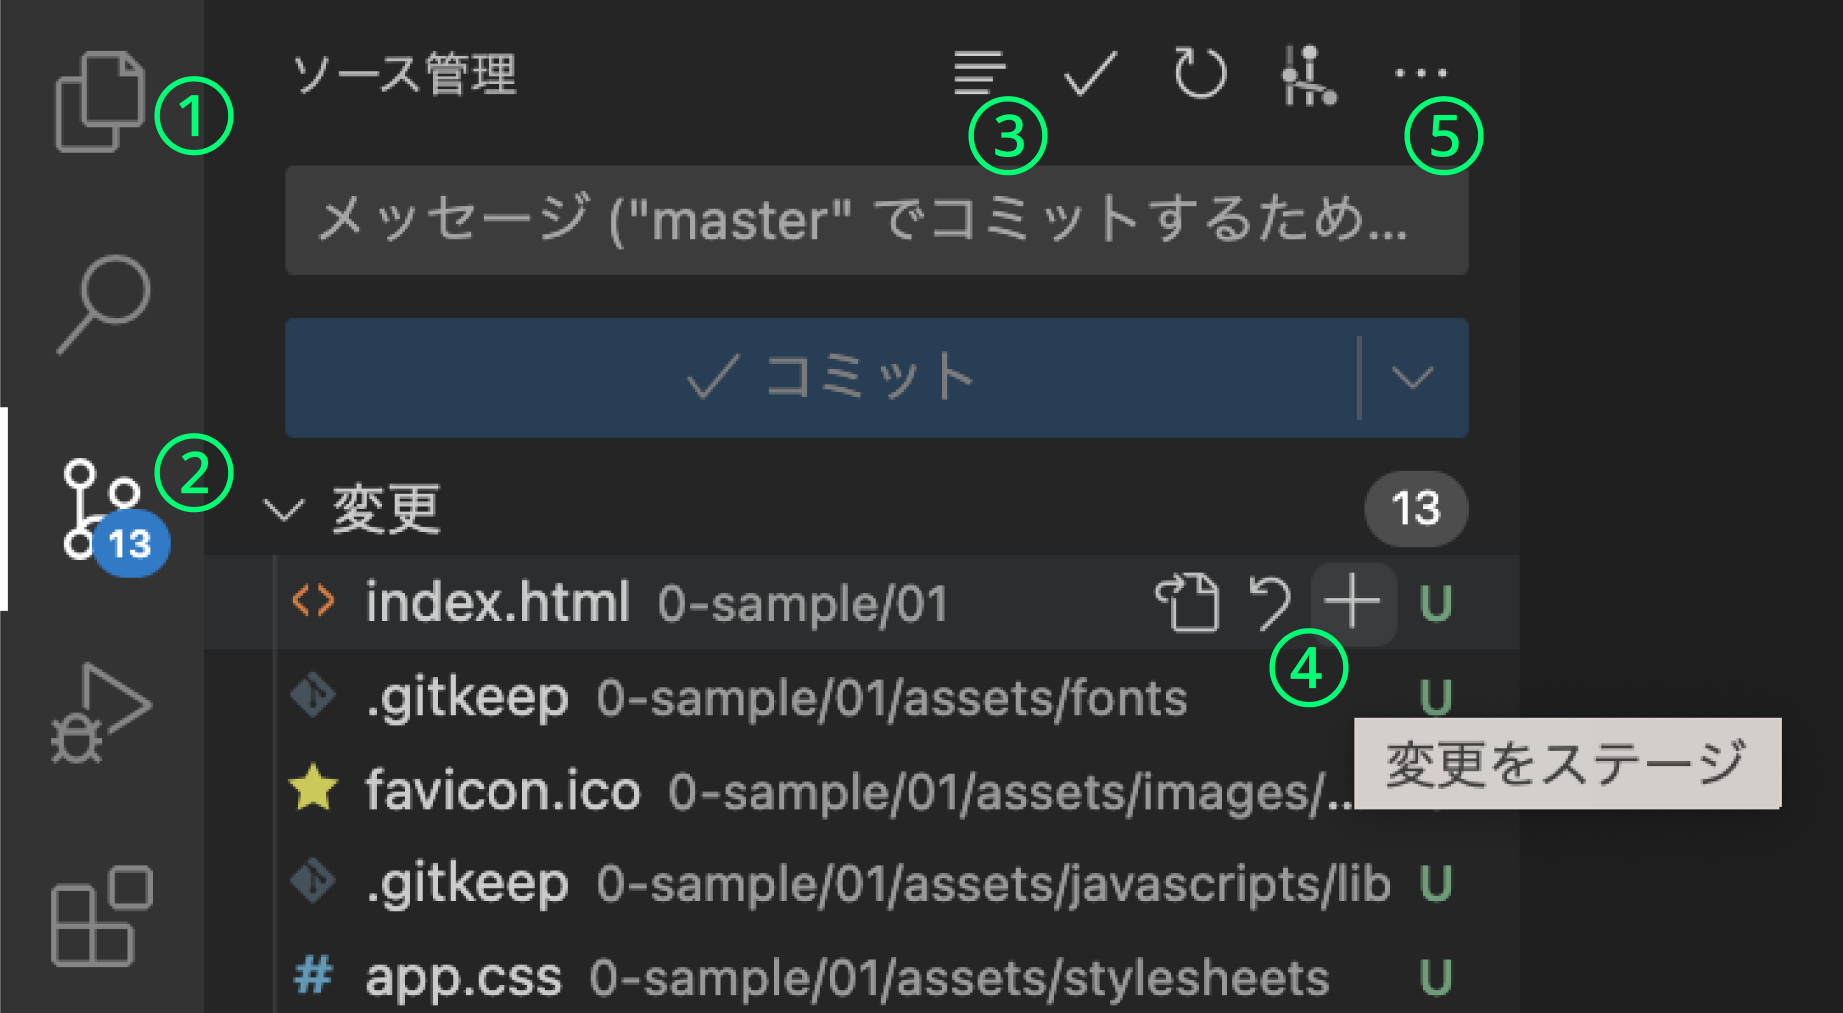 ①
ソース管理
③
⑤
メッセージ ("master" でコミットするため...
コミット
②
13
変更
13
index.html 0-sample/01 U
④
.gitkeep 0-sample/01/assets/fonts U
変更をステージ
favicon.ico 0-sample/01/assets/images/...
.gitkeep 0-sample/01/assets/javascripts/lib U
app.css 0-sample/01/assets/stylesheets U